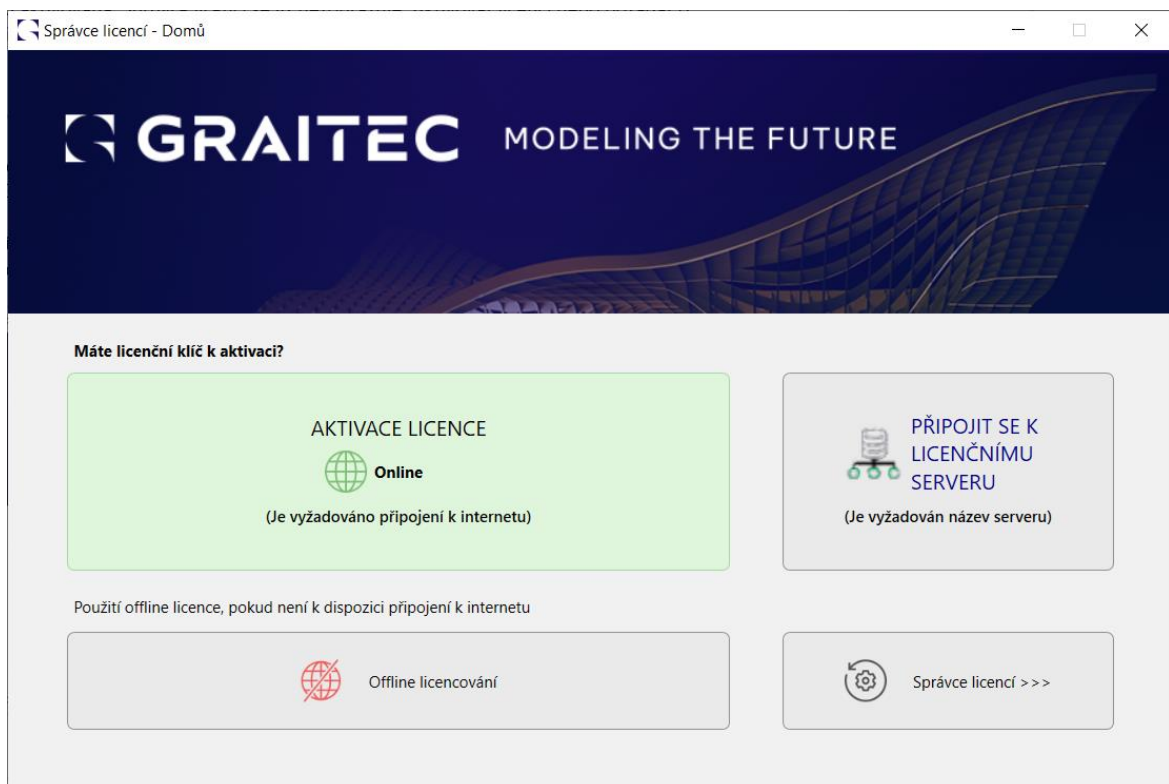 Správce licencí - Domů
GRAITEC MODELING THE FUTURE
Máte licenční klíč k aktivaci?
AKTIVACE LICENCE
Online
(Je vyžadováno připojení k internetu)
PŘIPOJIT SE K
LICENČNÍMU
SERVERU
(Je vyžadován název serveru)
Použití offline licence, pokud není k dispozici připojení k internetu
Offline licencování
Správce licencí >>>